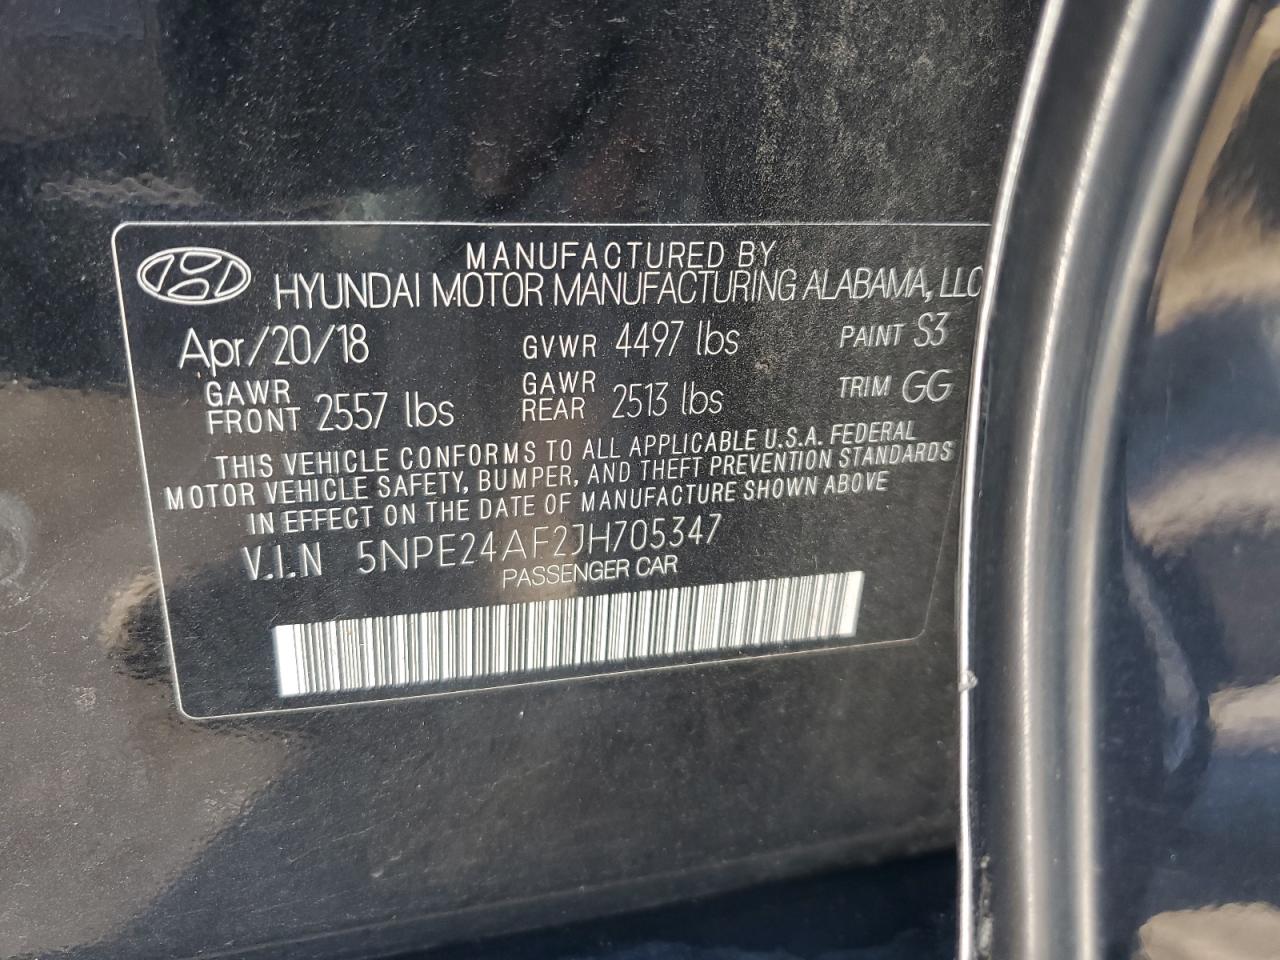 MANUFACTURED BY
HYUNDAI MOTOR MANUFACTURING ALABAMA, LLC
Apr/20/18 GVWR 4497 lbs PAINT S3
GAWR FRONT 2557 lbs GAWR REAR 2513 lbs TRIM GG
THIS VEHICLE CONFORMS TO ALL APPLICABLE U.S.A. FEDERAL
MOTOR VEHICLE SAFETY, BUMPER, AND THEFT PREVENTION STANDARDS
IN EFFECT ON THE DATE OF MANUFACTURE SHOWN ABOVE
V.I.N 5NPE24AF2JH705347
PASSENGER CAR